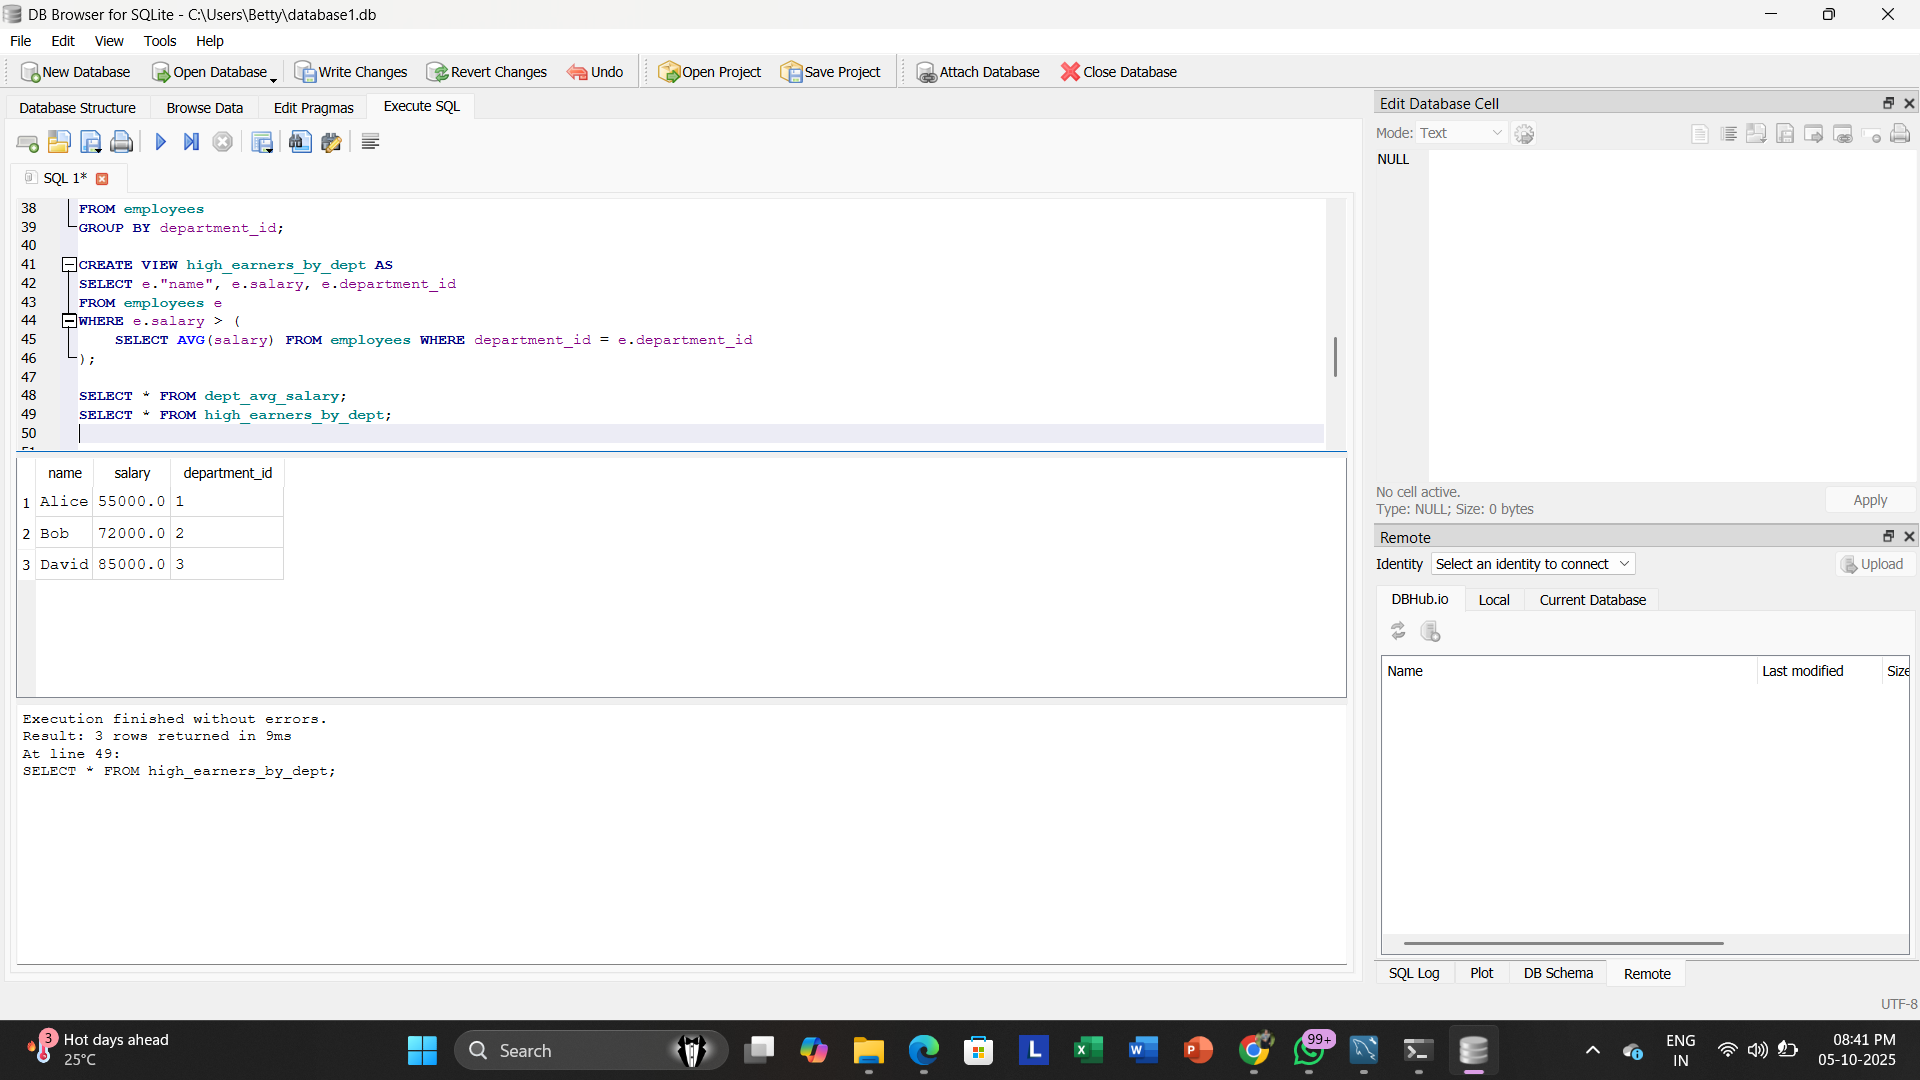 DB Browser for SQLite - C:\Users\Betty\database1.db
File Edit View Tools Help
New Database Open Database Write Changes Revert Changes Undo Open Project Save Project Attach Database Close Database
Database Structure Browse Data Edit Pragmas Execute SQL
SQL 1*
38 FROM employees
39 GROUP BY department_id;
40
41 CREATE VIEW high_earners_by_dept AS
42 SELECT e."name", e.salary, e.department_id
43 FROM employees e
44 WHERE e.salary > (
45 SELECT AVG(salary) FROM employees WHERE department_id = e.department_id
46 );
47
48 SELECT * FROM dept_avg_salary;
49 SELECT * FROM high_earners_by_dept;
50
name salary department_id
1 Alice 55000.0 1
2 Bob 72000.0 2
3 David 85000.0 3
Execution finished without errors.
Result: 3 rows returned in 9ms
At line 49:
SELECT * FROM high_earners_by_dept;
Edit Database Cell
Mode: Text
NULL
No cell active.
Type: NULL; Size: 0 bytes
Apply
Remote
Identity Select an identity to connect Upload
DBHub.io Local Current Database
Name Last modified Size
SQL Log Plot DB Schema Remote
UTF-8
3 Hot days ahead
25°C
Search
L
99+
ENG
IN
08:41 PM
05-10-2025